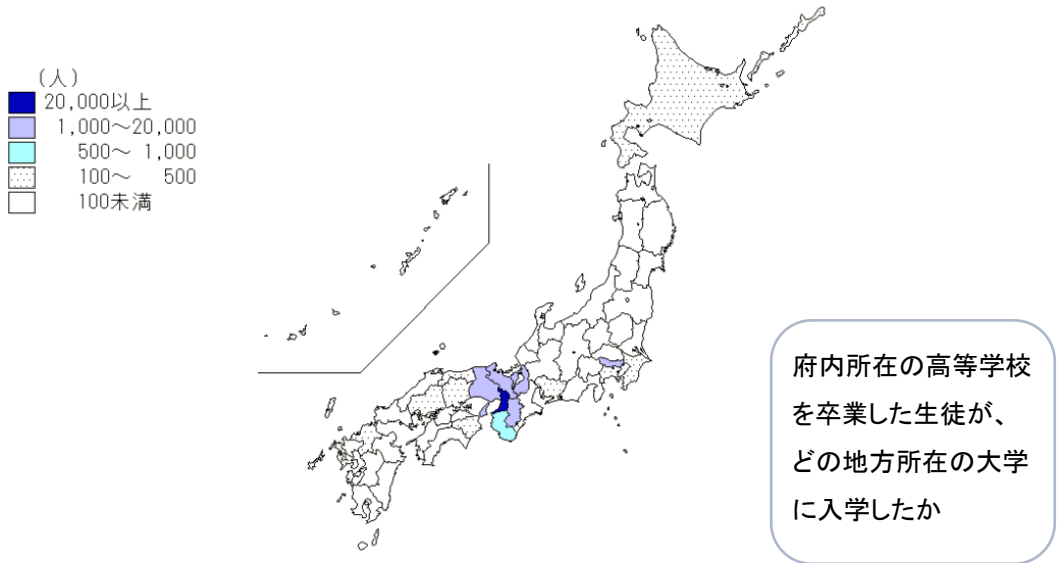 （人）
20,000以上
1,000～20,000
500～ 1,000
100～ 500
100未満
府内所在の高等学校
を卒業した生徒が、
どの地方所在の大学
に入学したか